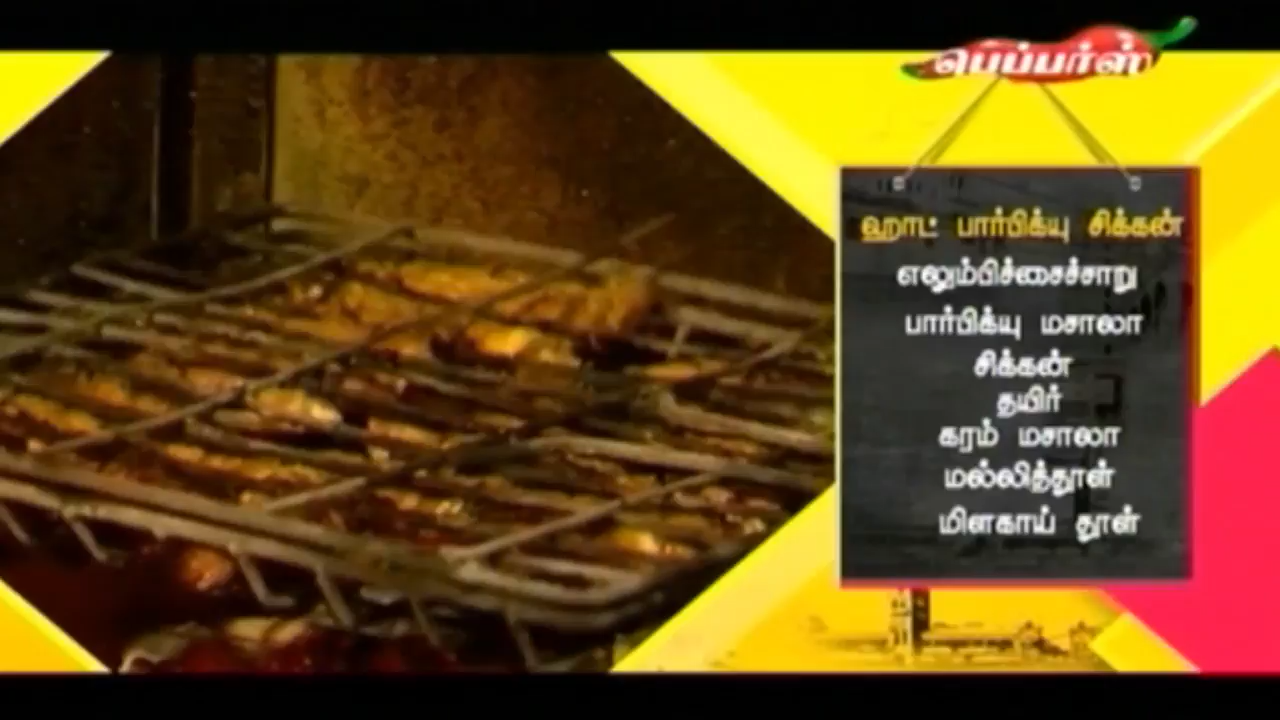 பெப்பர்ஸ்
ஹாட் பார்பிக்யு சிக்கன்
எலும்பிச்சைச்சாறு
பார்பிக்யு மசாலா
சிக்கன்
தயிர்
கரம் மசாலா
மல்லித்தூள்
மிளகாய் தூள்